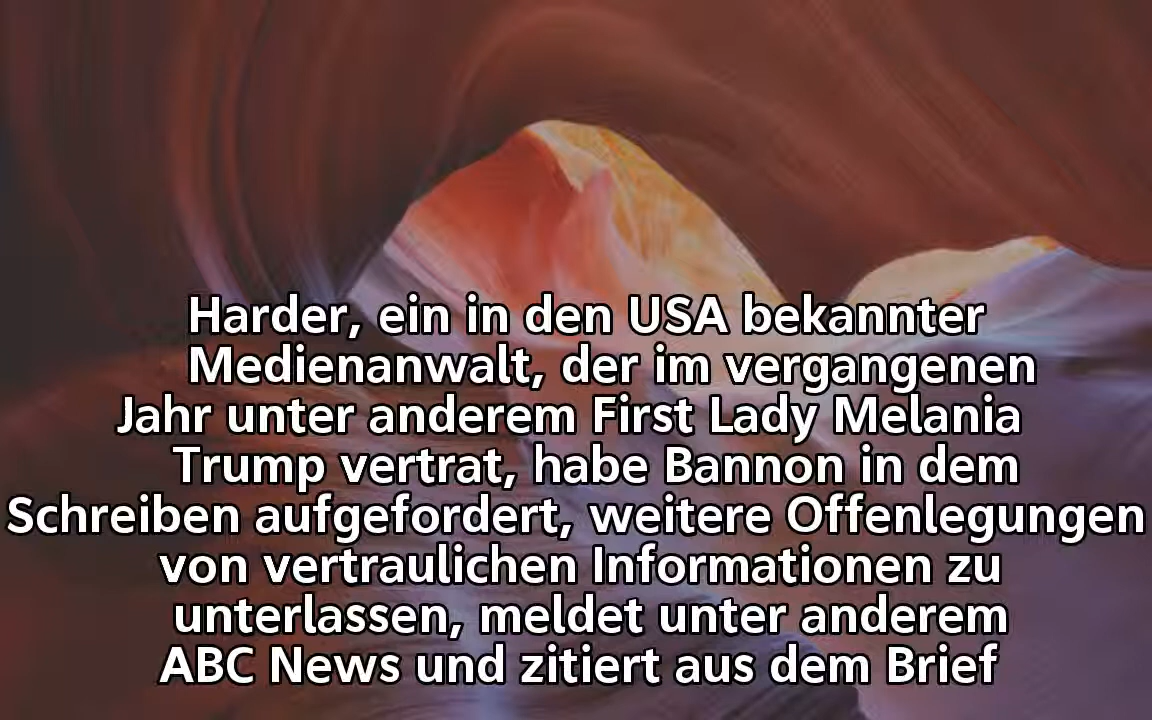 Harder, ein in den USA bekannter
Medienanwalt, der im vergangenen
Jahr unter anderem First Lady Melania
Trump vertrat, habe Bannon in dem
Schreiben aufgefordert, weitere Offenlegungen
von vertraulichen Informationen zu
unterlassen, meldet unter anderem
ABC News und zitiert aus dem Brief